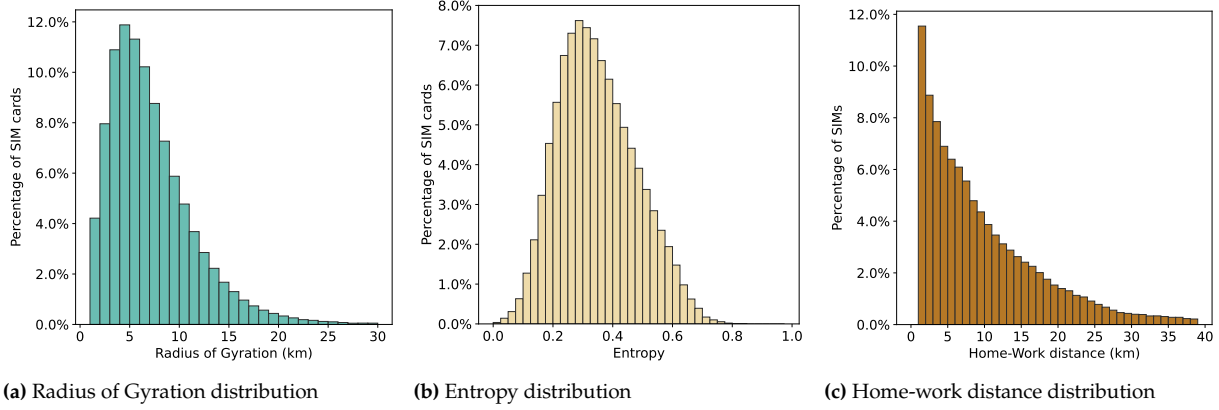 12.0%
10.0%
8.0%
6.0%
4.0%
2.0%
0.0%
Percentage of SIM cards
0 5 10 15 20 25 30
Radius of Gyration (km)
8.0%
7.0%
6.0%
5.0%
4.0%
3.0%
2.0%
1.0%
0.0%
Percentage of SIM cards
0.0 0.2 0.4 0.6 0.8 1.0
Entropy
12.0%
10.0%
8.0%
6.0%
4.0%
2.0%
0.0%
Percentage of SIMs
0 5 10 15 20 25 30 35 40
Home-Work distance (km)
(a) Radius of Gyration distribution
(b) Entropy distribution
(c) Home-work distance distribution